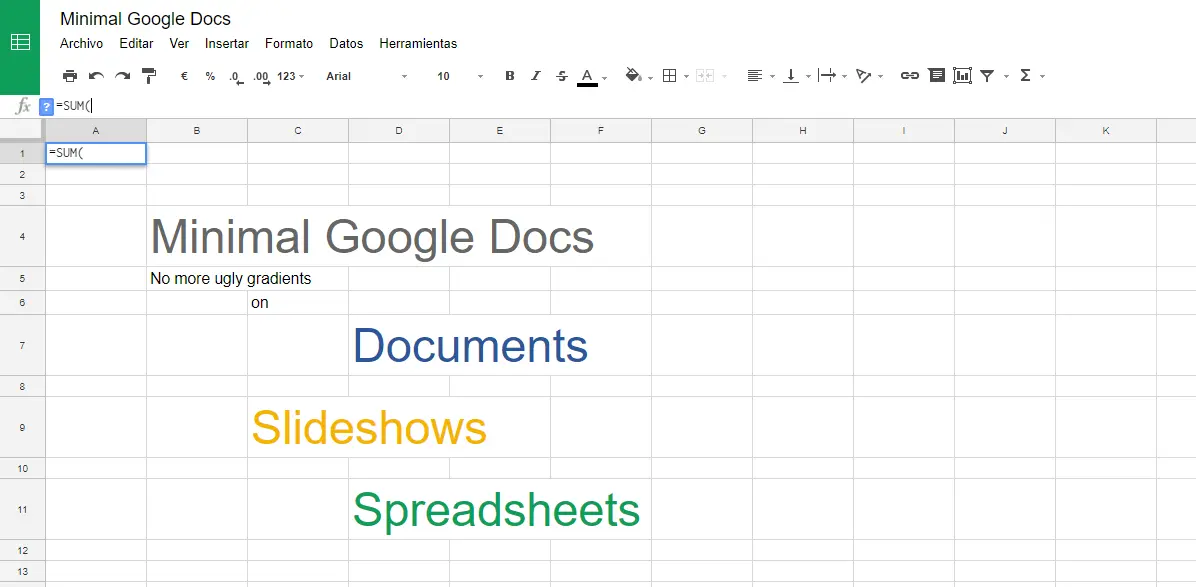 Minimal Google Docs
Archivo Editar Ver Insertar Formato Datos Herramientas
€ % .0 .00 123 Arial 10 B I S A Σ
fx ? =SUM(
A B C D E F G H I J K
1 =SUM(
2
3
4 Minimal Google Docs
5 No more ugly gradients
6 on
7 Documents
8
9 Slideshows
10
11 Spreadsheets
12
13